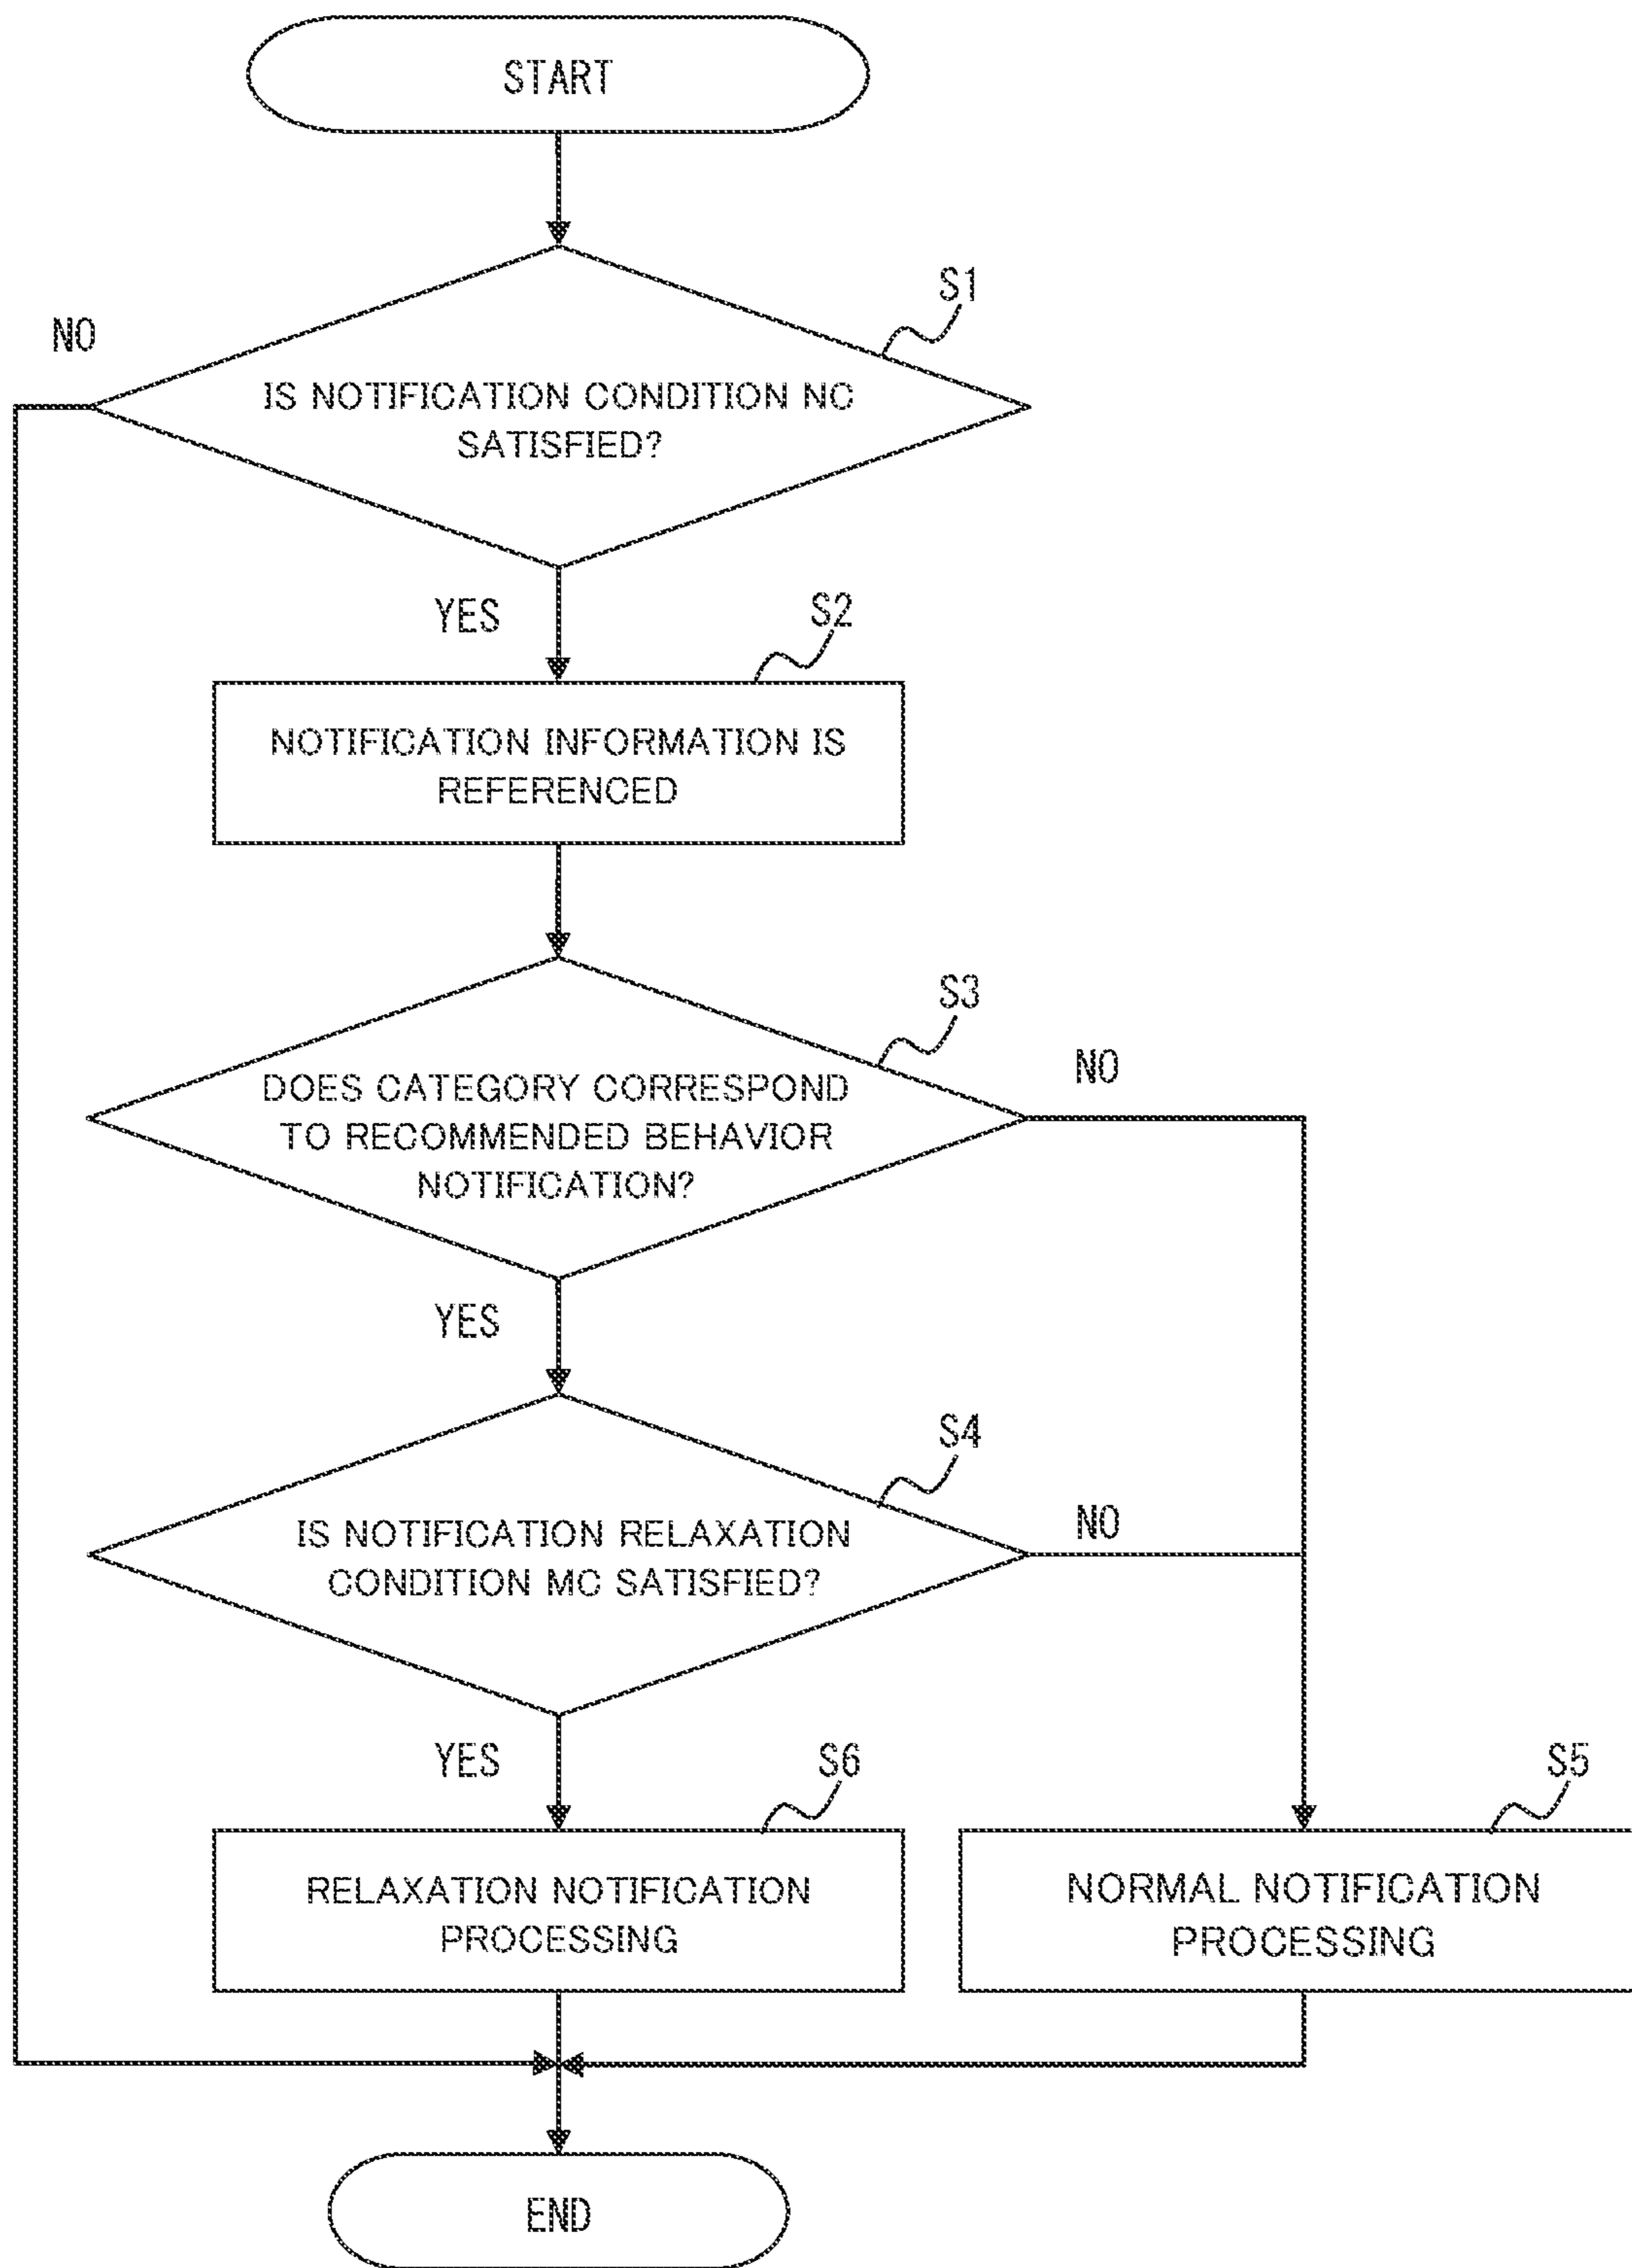 START
S1
NO
IS NOTIFICATION CONDITION NC
SATISFIED?
YES
S2
NOTIFICATION INFORMATION IS
REFERENCED
S3
NO
DOES CATEGORY CORRESPOND
TO RECOMMENDED BEHAVIOR
NOTIFICATION?
YES
S4
NO
IS NOTIFICATION RELAXATION
CONDITION MC SATISFIED?
YES
S6
S5
RELAXATION NOTIFICATION
PROCESSING
NORMAL NOTIFICATION
PROCESSING
END